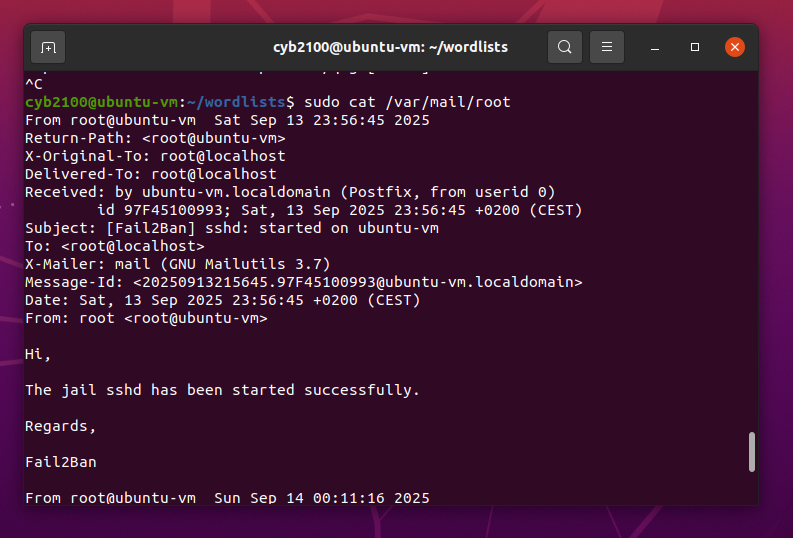 cyb2100@ubuntu-vm: ~/wordlists
^C
cyb2100@ubuntu-vm:~/wordlists$ sudo cat /var/mail/root
From root@ubuntu-vm  Sat Sep 13 23:56:45 2025
Return-Path: <root@ubuntu-vm>
X-Original-To: root@localhost
Delivered-To: root@localhost
Received: by ubuntu-vm.localdomain (Postfix, from userid 0)
        id 97F45100993; Sat, 13 Sep 2025 23:56:45 +0200 (CEST)
Subject: [Fail2Ban] sshd: started on ubuntu-vm
To: <root@localhost>
X-Mailer: mail (GNU Mailutils 3.7)
Message-Id: <20250913215645.97F45100993@ubuntu-vm.localdomain>
Date: Sat, 13 Sep 2025 23:56:45 +0200 (CEST)
From: root <root@ubuntu-vm>
Hi,
The jail sshd has been started successfully.
Regards,
Fail2Ban
From root@ubuntu-vm  Sun Sep 14 00:11:16 2025